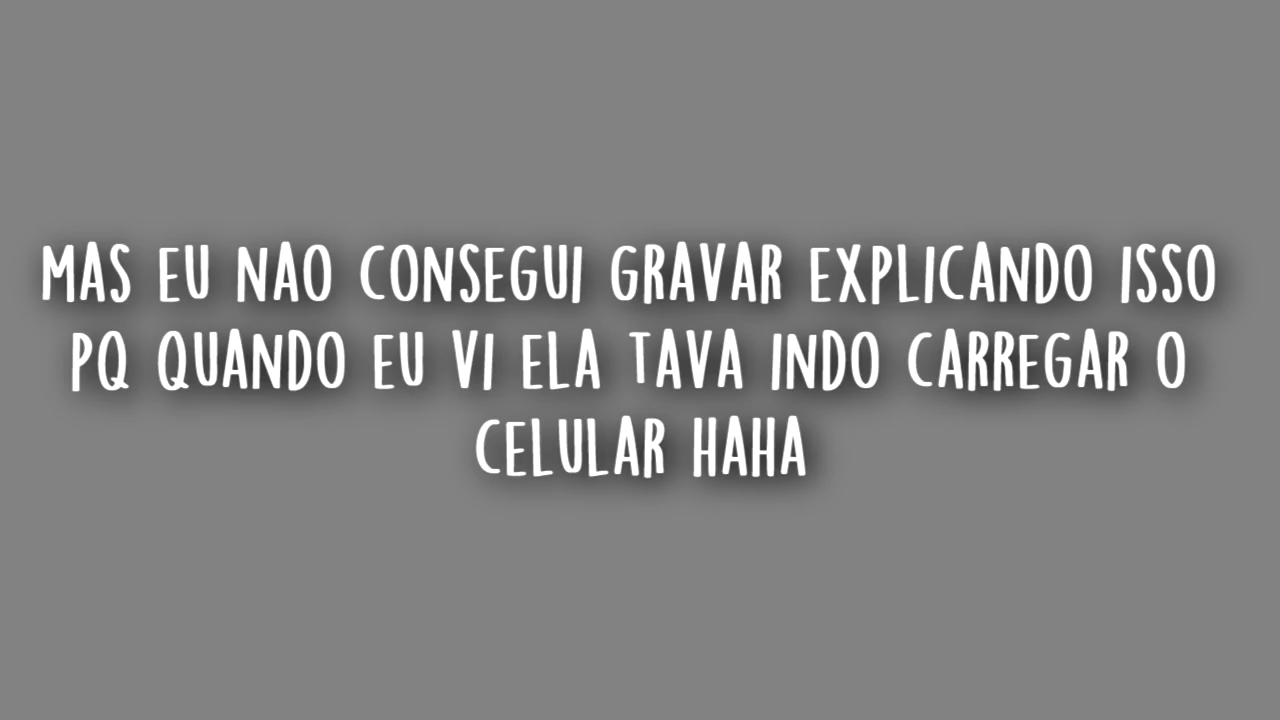 MAS EU NAO CONSEGUI GRAVAR EXPLICANDO ISSO
PQ QUANDO EU VI ELA TAVA INDO CARREGAR O
CELULAR HAHA